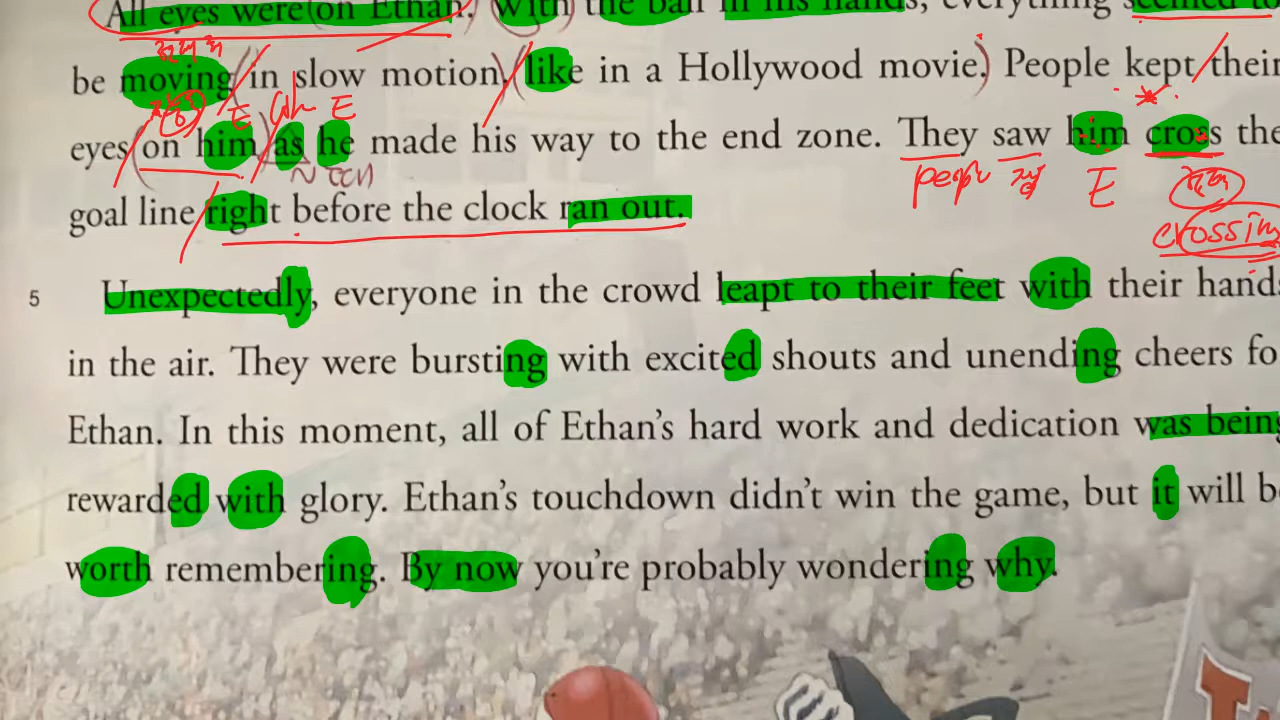 All eyes were on Ethan. With the ball in his hands, everything seemed to
be moving in slow motion, like in a Hollywood movie. People kept their
E E
eyes on him as he made his way to the end zone. They saw him cross the
people E
goal line right before the clock ran out.
crossing
5 Unexpectedly, everyone in the crowd leapt to their feet with their hands
in the air. They were bursting with excited shouts and unending cheers fo
Ethan. In this moment, all of Ethan's hard work and dedication was being
rewarded with glory. Ethan's touchdown didn't win the game, but it will b
worth remembering. By now you're probably wondering why.